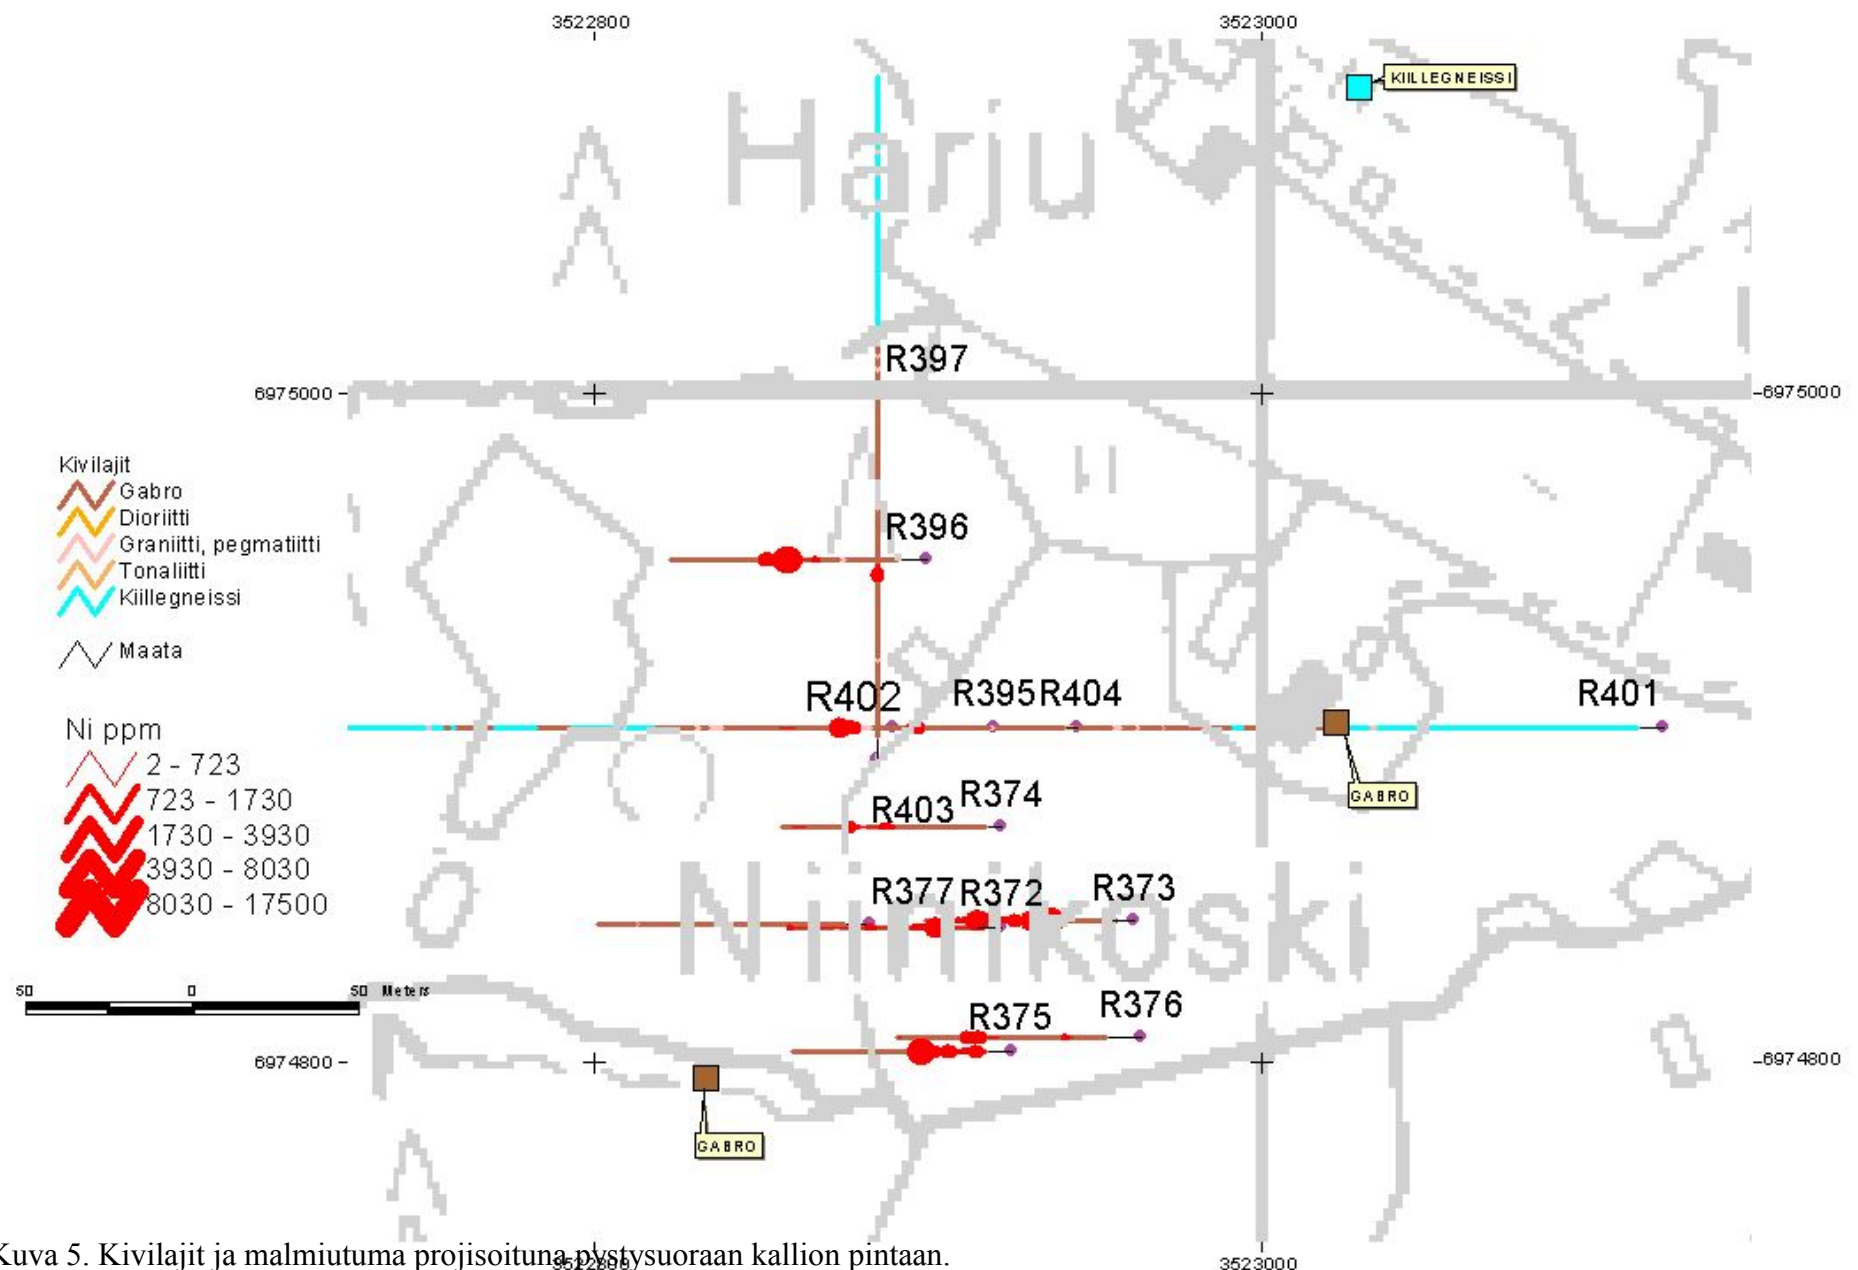 3522800 3523000
KIILLEGNEISSI
Harju
R397
6975000 6975000
Kivilajit
Gabro
Dioriitti
Graniitti, pegmatiitti
Tonaliitti
Kiillegneissi
Maata
R396
R402 R395 R404 R401
Ni ppm
2 - 723
723 - 1730
1730 - 3930
3930 - 8030
8030 - 17500
GABRO
R403 R374
R377 R372 R373
Niinikoski
50 0 50 Meters
R375 R376
6974800 6974800
GABRO
Kuva 5. Kivilajit ja malmiutuma projisoituna pystysuoraan kallion pintaan.
3522800 3523000